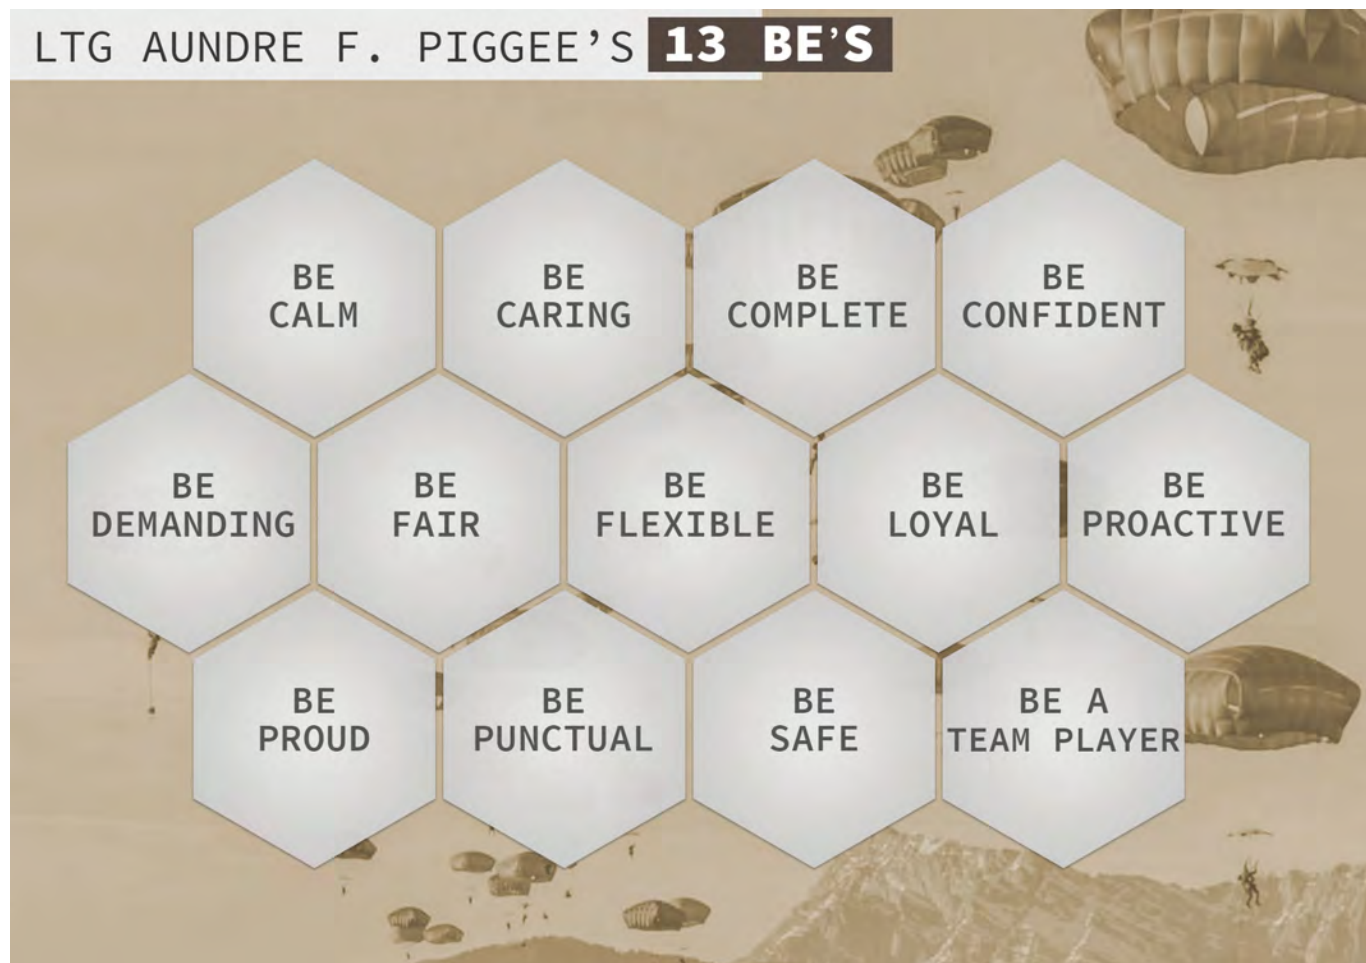 LTG AUNDRE F. PIGGEE’S 13 BE’S
BE
CALM
BE
CARING
BE
COMPLETE
BE
CONFIDENT
BE
DEMANDING
BE
FAIR
BE
FLEXIBLE
BE
LOYAL
BE
PROACTIVE
BE
PROUD
BE
PUNCTUAL
BE
SAFE
BE A
TEAM PLAYER